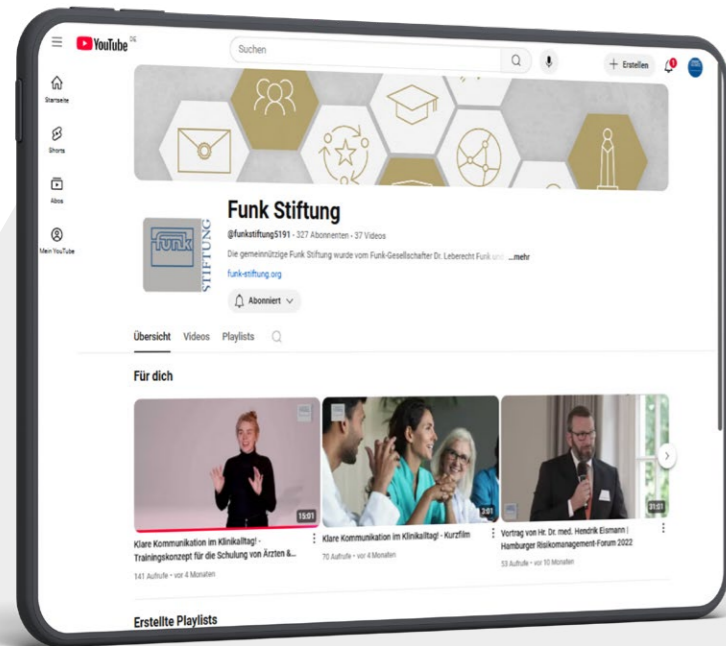 YouTube DE
Suchen
Erstellen
1
Startseite
Shorts
Abos
Mein YouTube
funk
STIFTUNG
Funk Stiftung
@funkstiftung5191 • 327 Abonnenten • 37 Videos
Die gemeinnützige Funk Stiftung wurde vom Funk-Gesellschafter Dr. Leberecht Funk und ...mehr
funk-stiftung.org
Abonniert
Übersicht Videos Playlists
Für dich
15:01
3:01
31:51
Klare Kommunikation im Klinikalltag! -
Trainingskonzept für die Schulung von Ärzten &...
141 Aufrufe • vor 4 Monaten
Klare Kommunikation im Klinikalltag! - Kurzfilm
70 Aufrufe • vor 4 Monaten
Vortrag von Hr. Dr. med. Hendrik Eismann |
Hamburger Risikomanagement-Forum 2022
53 Aufrufe • vor 10 Monaten
Erstellte Playlists